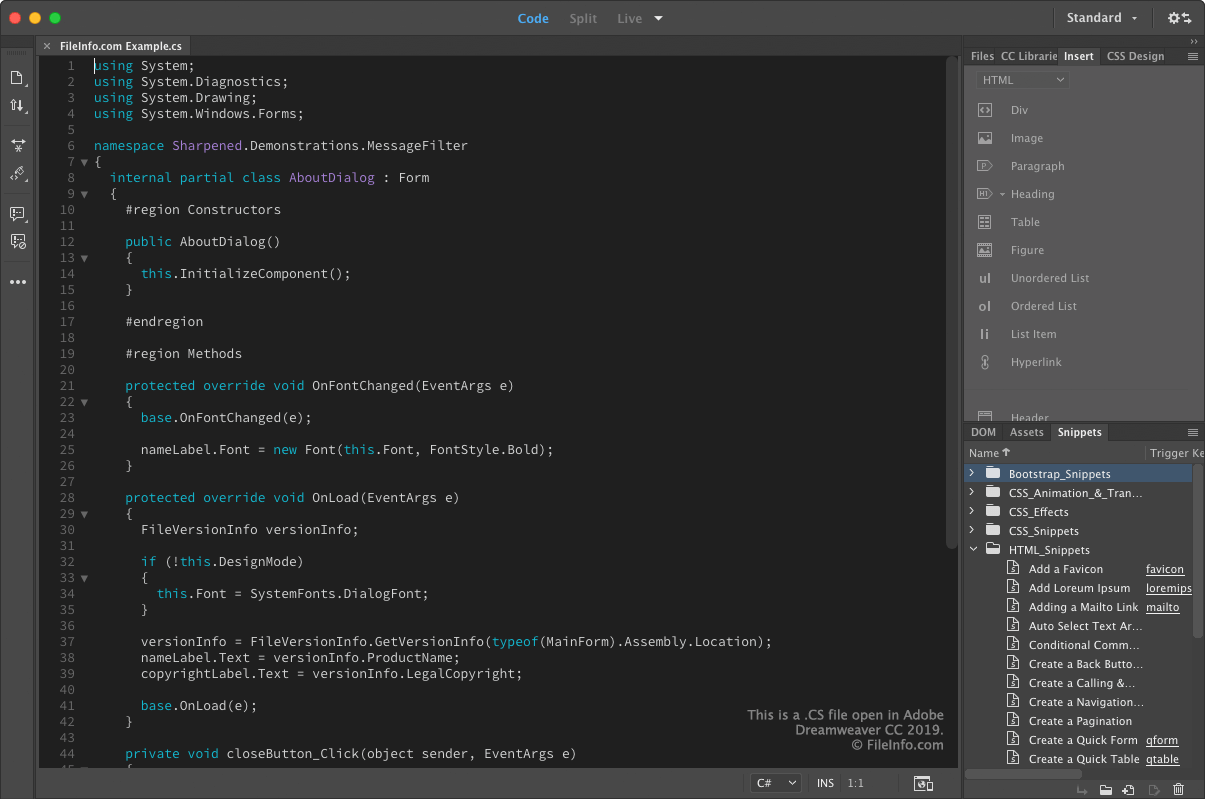 Code Split Live
Standard
FileInfo.com Example.cs
1 using System;
2 using System.Diagnostics;
3 using System.Drawing;
4 using System.Windows.Forms;
5
6 namespace Sharpened.Demonstrations.MessageFilter
7 {
8 internal partial class AboutDialog : Form
9 {
10 #region Constructors
11
12 public AboutDialog()
13 {
14 this.InitializeComponent();
15 }
16
17 #endregion
18
19 #region Methods
20
21 protected override void OnFontChanged(EventArgs e)
22 {
23 base.OnFontChanged(e);
24
25 nameLabel.Font = new Font(this.Font, FontStyle.Bold);
26 }
27
28 protected override void OnLoad(EventArgs e)
29 {
30 FileVersionInfo versionInfo;
31
32 if (!this.DesignMode)
33 {
34 this.Font = SystemFonts.DialogFont;
35 }
36
37 versionInfo = FileVersionInfo.GetVersionInfo(typeof(MainForm).Assembly.Location);
38 nameLabel.Text = versionInfo.ProductName;
39 copyrightLabel.Text = versionInfo.LegalCopyright;
40
41 base.OnLoad(e);
42 }
43
44 private void closeButton_Click(object sender, EventArgs e)
45 {
This is a .CS file open in Adobe
Dreamweaver CC 2019.
© FileInfo.com
C# INS 1:1
Files CC Librarie Insert CSS Design
HTML
Div
Image
Paragraph
H1 Heading
Table
Figure
ul Unordered List
ol Ordered List
li List Item
Hyperlink
Header
DOM Assets Snippets
Name Trigger Ke
Bootstrap_Snippets
CSS_Animation_&_Tran...
CSS_Effects
CSS_Snippets
HTML_Snippets
Add a Favicon favicon
Add Loreum Ipsum loremips
Adding a Mailto Link mailto
Auto Select Text Ar...
Conditional Comm...
Create a Back Butto...
Create a Calling &...
Create a Navigation...
Create a Pagination
Create a Quick Form qform
Create a Quick Table qtable